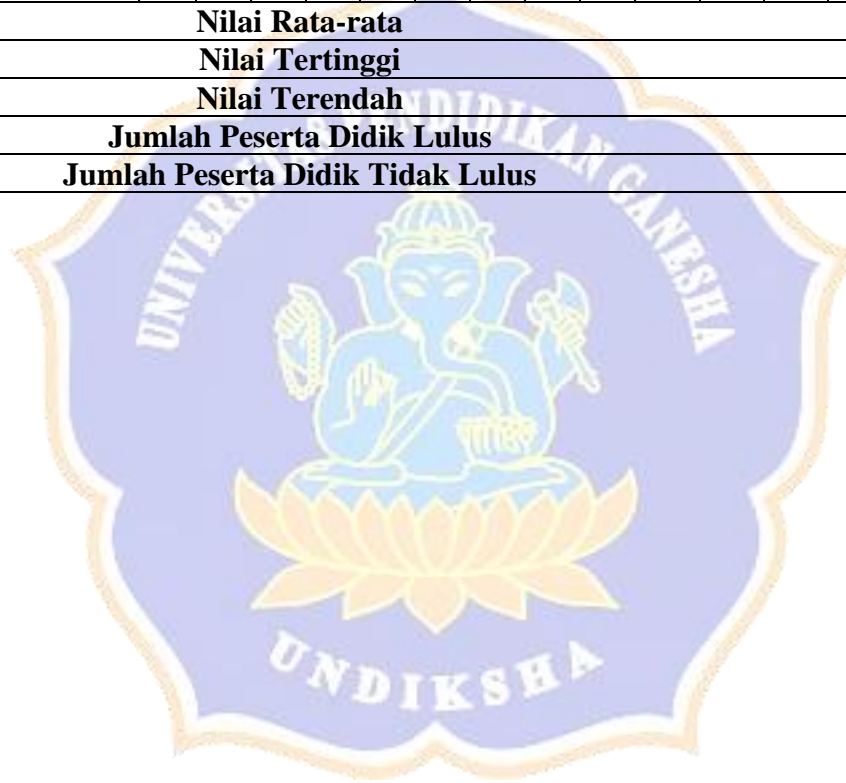 Nilai Rata-rata
Nilai Tertinggi
Nilai Terendah
Jumlah Peserta Didik Lulus
Jumlah Peserta Didik Tidak Lulus
UNIVERSITAS PENDIDIKAN GANESHA
UNDIKSHA